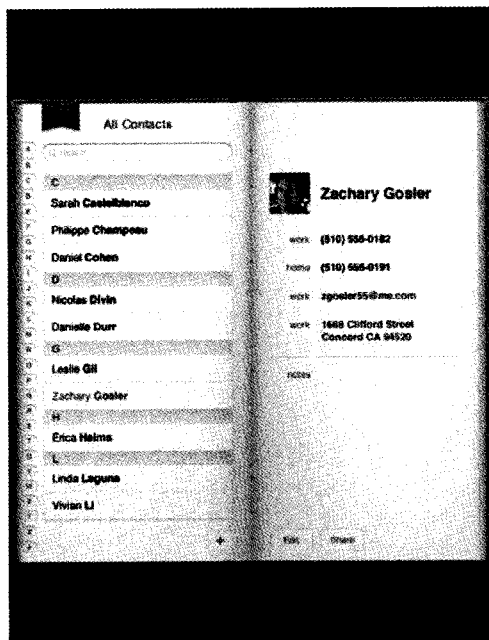 All Contacts
Search
C
Sarah Castelblanco
Philippe Champeau
Daniel Cohen
D
Nicolas Divin
Danielle Durr
G
Leslie Gil
Zachary Gosler
H
Erica Helms
L
Linda Laguna
Vivian Li
+
Zachary Gosler
work (510) 555-0182
home (510) 555-0191
work zgosler55@me.com
work 1668 Clifford Street
Concord CA 94520
notes
Edit Share